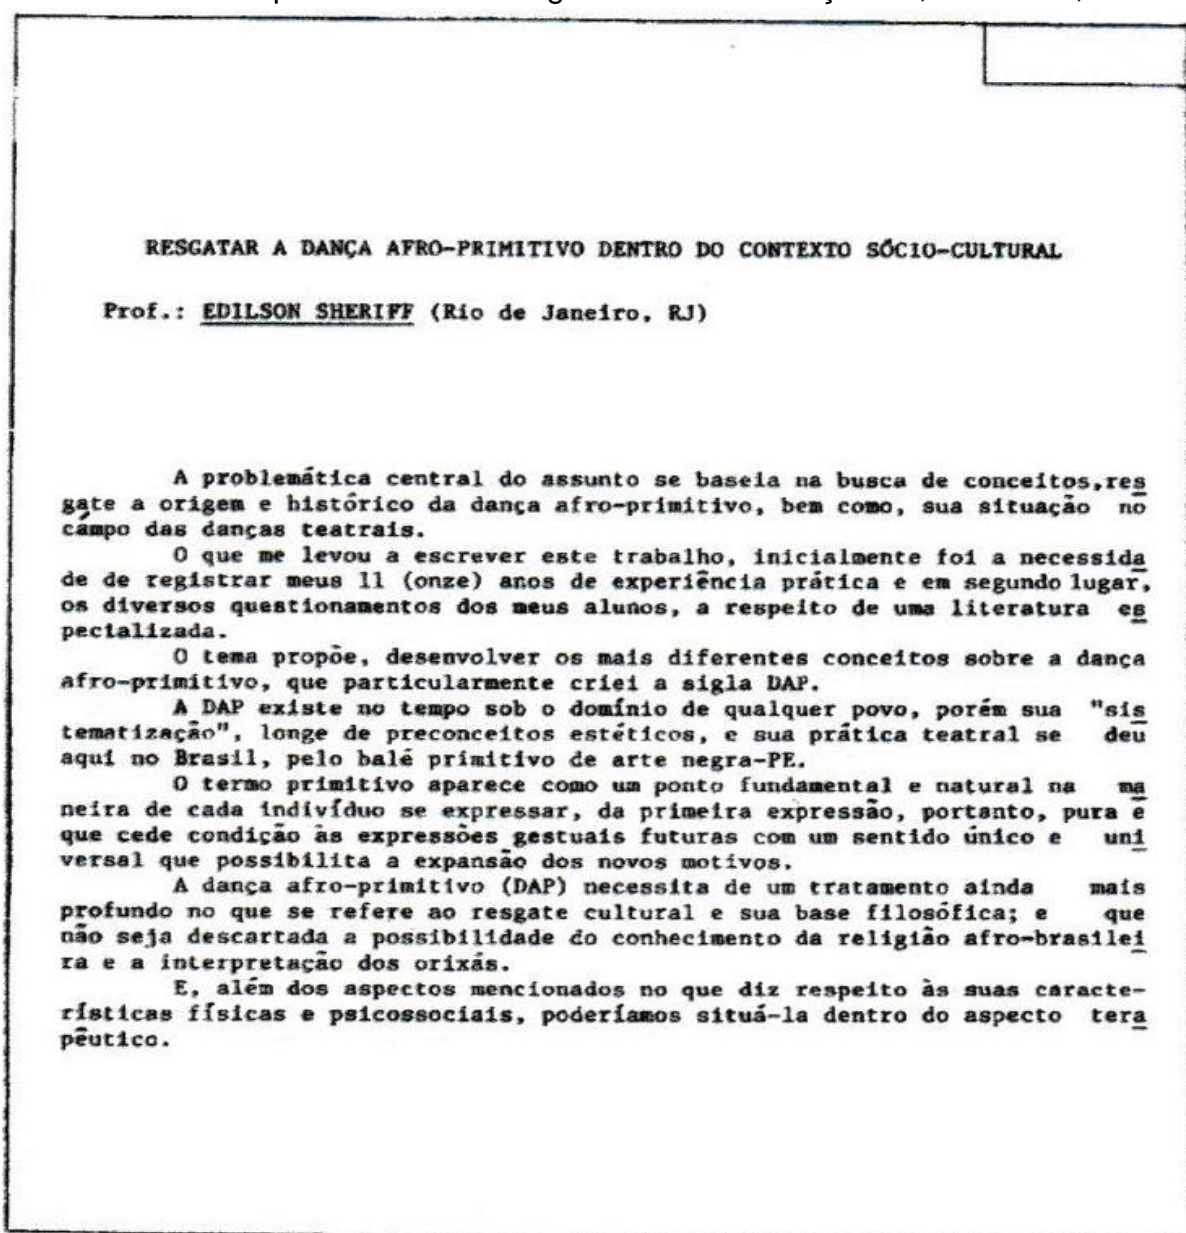 RESGATAR A DANÇA AFRO-PRIMITIVO DENTRO DO CONTEXTO SÓCIO-CULTURAL
Prof.: EDILSON SHERIFF (Rio de Janeiro, RJ)
A problemática central do assunto se baseia na busca de conceitos,res
gate a origem e histórico da dança afro-primitivo, bem como, sua situação no
cámpo das danças teatrais.
O que me levou a escrever este trabalho, inicialmente foi a necessida
de de registrar meus 11 (onze) anos de experiência prática e em segundo lugar,
os diversos questionamentos dos meus alunos, a respeito de uma literatura es
pecializada.
O tema propõe, desenvolver os mais diferentes conceitos sobre a dança
afro-primitivo, que particularmente criei a sigla DAP.
A DAP existe no tempo sob o domínio de qualquer povo, porém sua "sis
tematização", longe de preconceitos estéticos, e sua prática teatral se deu
aqui no Brasil, pelo balé primitivo de arte negra-PE.
O termo primitivo aparece como um ponto fundamental e natural na ma
neira de cada indivíduo se expressar, da primeira expressão, portanto, pura e
que cede condição às expressões gestuais futuras com um sentido único e uni
versal que possibilita a expansão dos novos motivos.
A dança afro-primitivo (DAP) necessita de um tratamento ainda mais
profundo no que se refere ao resgate cultural e sua base filosófica; e que
não seja descartada a possibilidade do conhecimento da religião afro-brasilei
ra e a interpretação dos orixás.
E, além dos aspectos mencionados no que diz respeito às suas caracte-
rísticas físicas e psicossociais, poderíamos situá-la dentro do aspecto tera
pêutico.